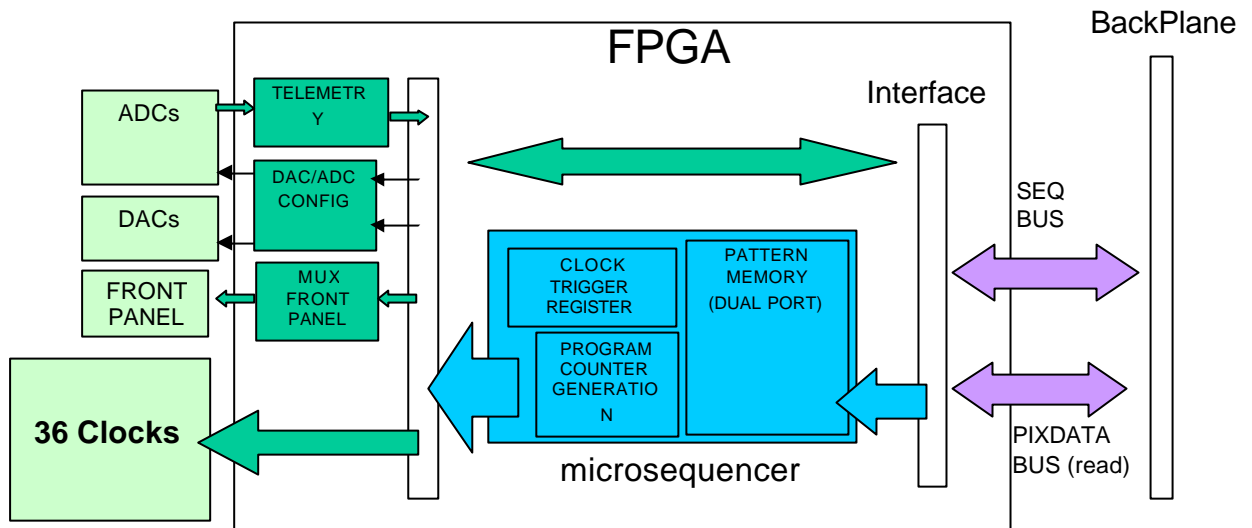 FPGA
BackPlane
Interface
ADCs
TELEMETR
Y
DAC/ADC
CONFIG
DACs
FRONT
PANEL
MUX
FRONT
PANEL
36 Clocks
CLOCK
TRIGGER
REGISTER
PATTERN
MEMORY
(DUAL PORT)
PROGRAM
COUNTER
GENERATIO
N
microsequencer
SEQ
BUS
PIXDATA
BUS (read)